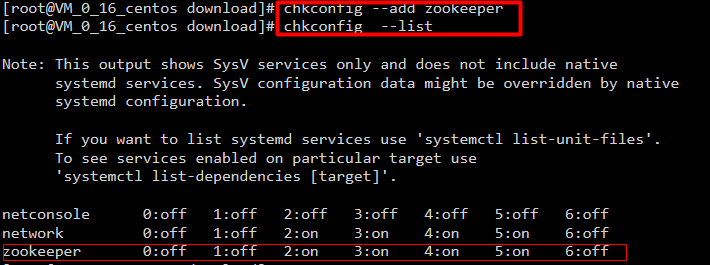 [root@VM_0_16_centos download]# chkconfig --add zookeeper
[root@VM_0_16_centos download]# chkconfig  --list
Note: This output shows SysV services only and does not include native
      systemd services. SysV configuration data might be overridden by native
      systemd configuration.
      If you want to list systemd services use 'systemctl list-unit-files'.
      To see services enabled on particular target use
      'systemctl list-dependencies [target]'.
netconsole      0:off   1:off   2:off   3:off   4:off   5:off   6:off
network         0:off   1:off   2:on    3:on    4:on    5:on    6:off
zookeeper       0:off   1:off   2:on    3:on    4:on    5:on    6:off